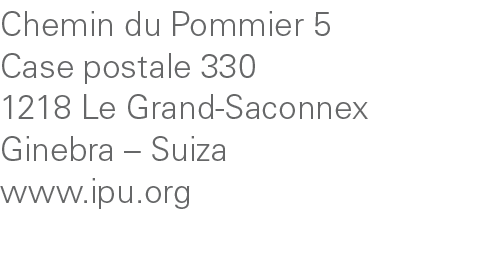 Chemin du Pommier 5
Case postale 330
1218 Le Grand-Saconnex
Ginebra – Suiza
www.ipu.org